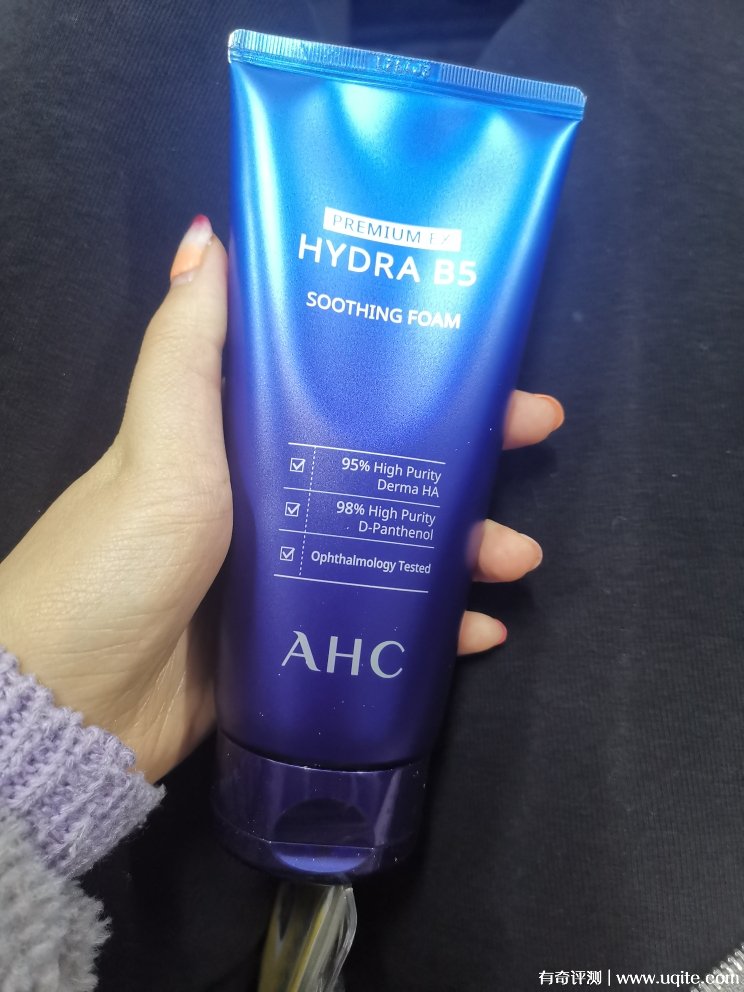 PREMIUM EX
HYDRA B5
SOOTHING FOAM
95% High Purity
Derma HA
98% High Purity
D-Panthenol
Ophthalmology Tested
AHC
有奇评测 | www.uqite.com